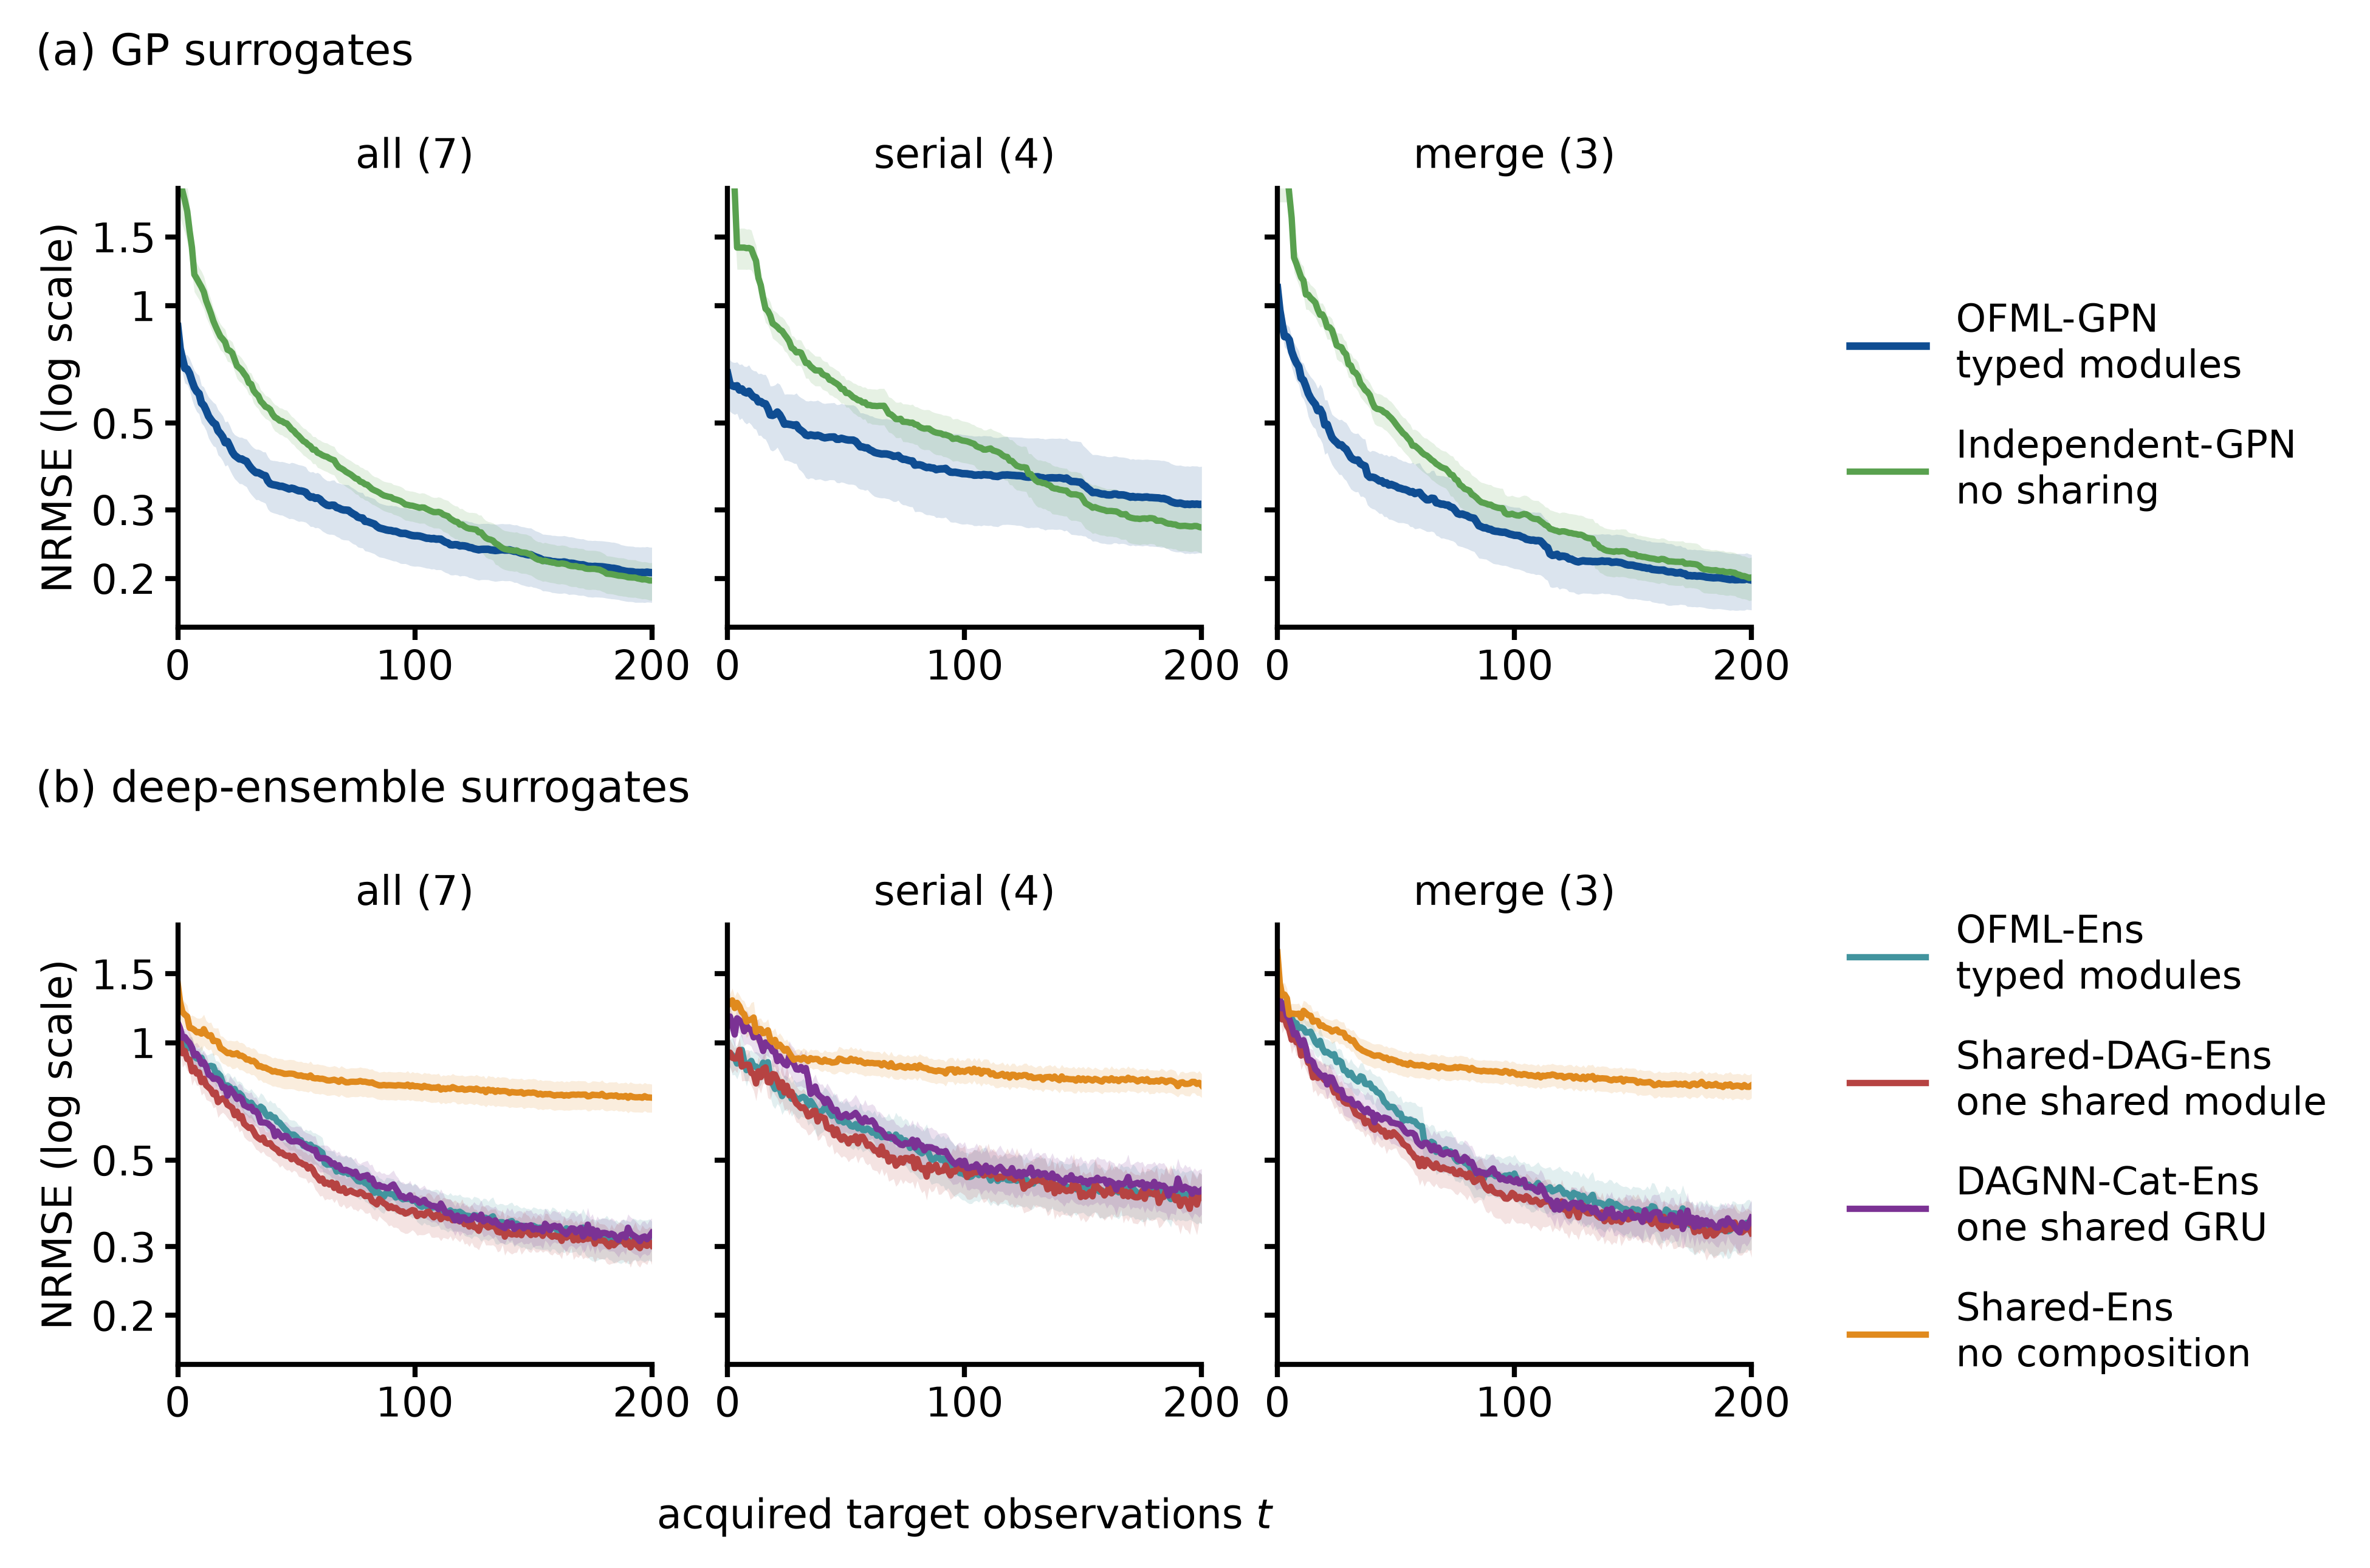 (a) GP surrogates
all (7)
serial (4)
merge (3)
NRMSE (log scale)
1.5
1
0.5
0.3
0.2
0
100
200
0
100
200
0
100
200
OFML-GPN
typed modules
Independent-GPN
no sharing
(b) deep-ensemble surrogates
all (7)
serial (4)
merge (3)
NRMSE (log scale)
1.5
1
0.5
0.3
0.2
0
100
200
0
100
200
0
100
200
OFML-Ens
typed modules
Shared-DAG-Ens
one shared module
DAGNN-Cat-Ens
one shared GRU
Shared-Ens
no composition
acquired target observations t